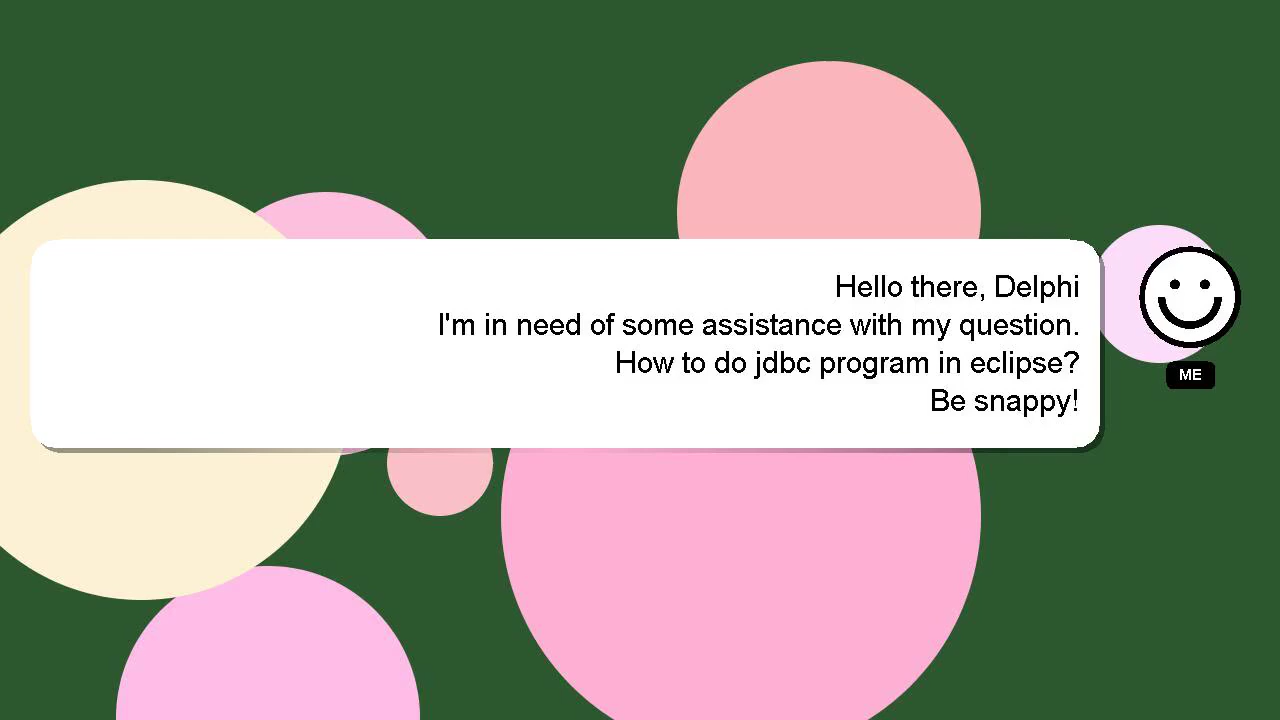 Hello there, Delphi
I'm in need of some assistance with my question.
How to do jdbc program in eclipse?
Be snappy!
ME